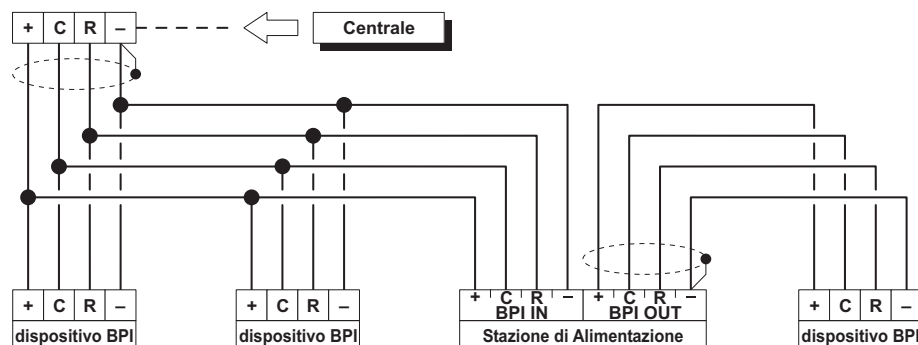 + C R –
Centrale
+ C R –
dispositivo BPI
+ C R –
dispositivo BPI
+ C R – + C R –
BPI IN BPI OUT
Stazione di Alimentazione
+ C R –
dispositivo BPI